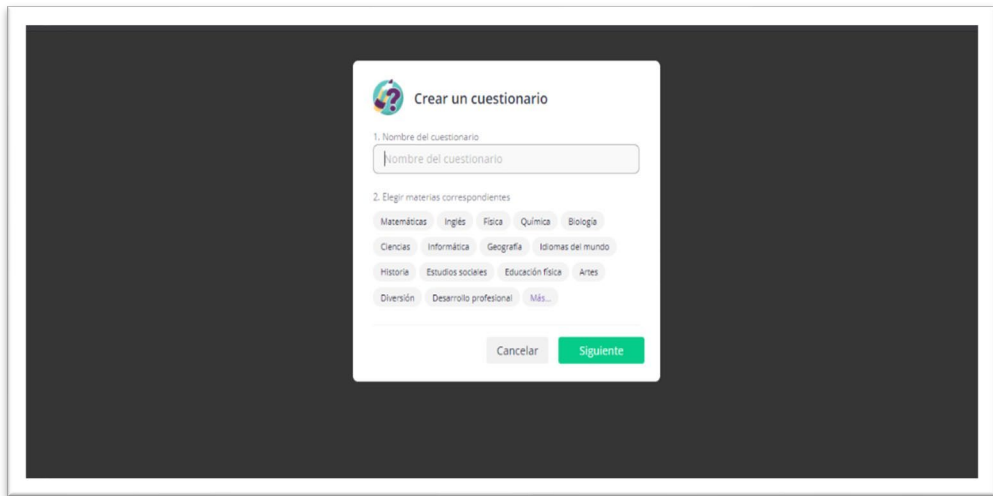 Crear un cuestionario
1. Nombre del cuestionario
Nombre del cuestionario
2. Elegir materias correspondientes
Matemáticas Inglés Física Química Biología
Ciencias Informática Geografía Idiomas del mundo
Historia Estudios sociales Educación física Artes
Diversión Desarrollo profesional Más...
Cancelar Siguiente